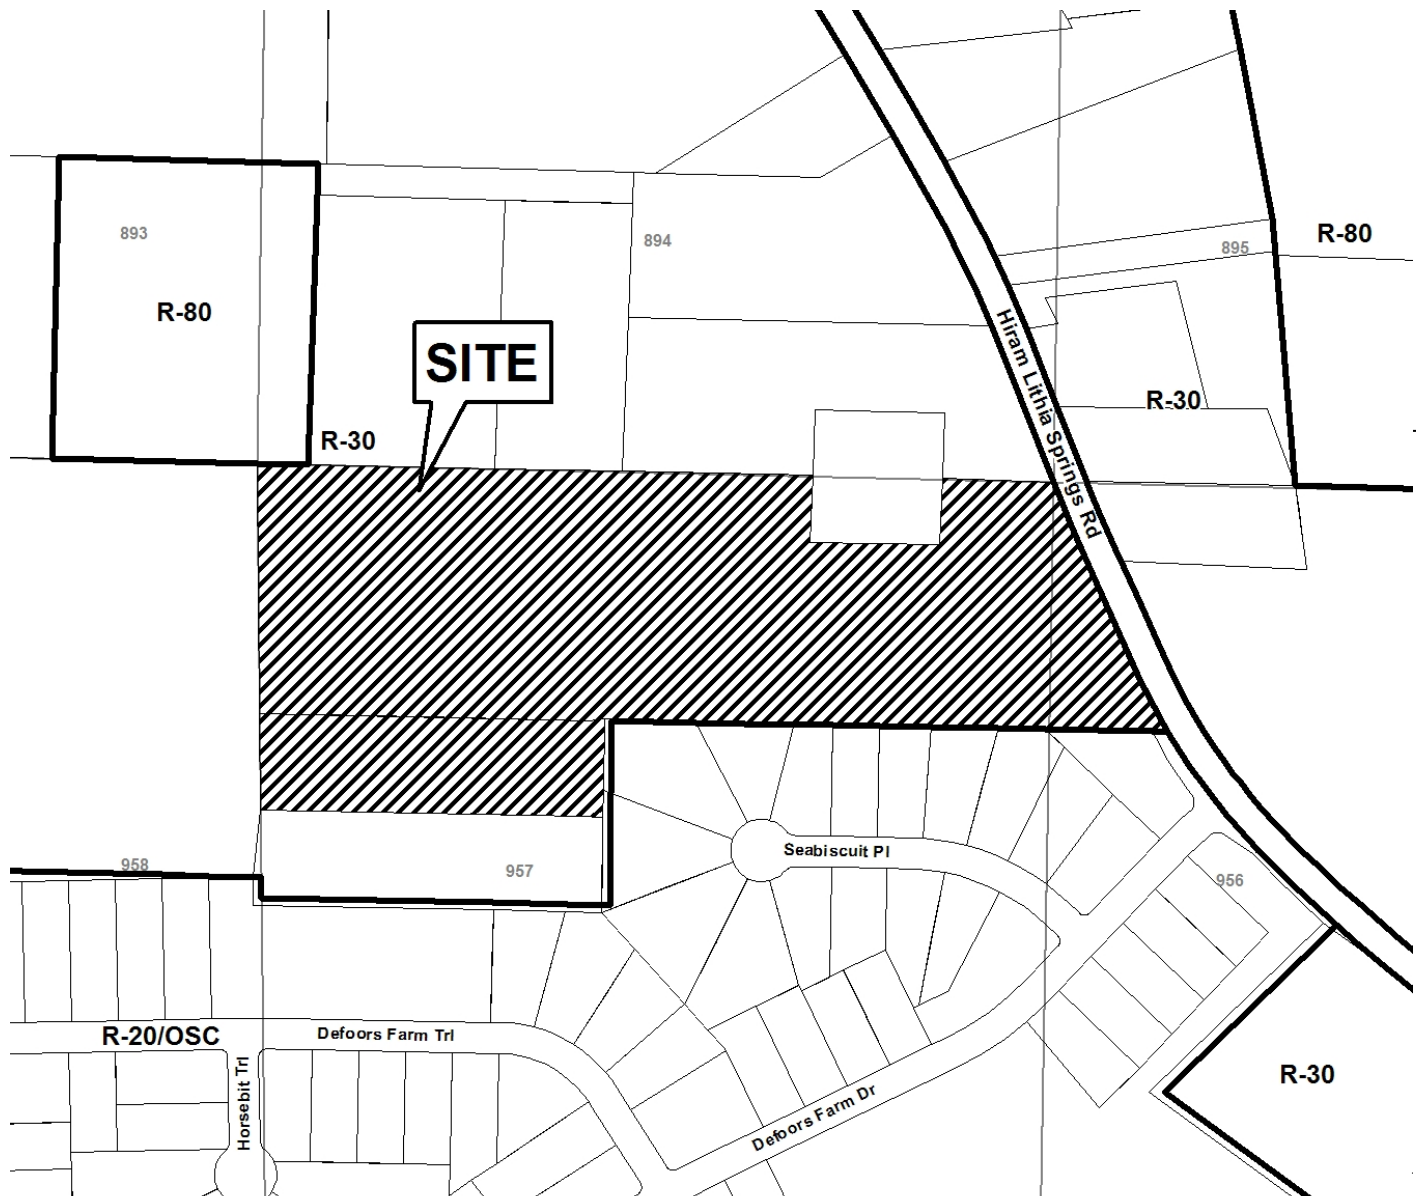 893
894
895
R-80
R-80
Hiram Lithia Springs Rd
SITE
R-30
R-30
958
957
Seabiscuit Pl
956
R-20/OSC
Defoors Farm Trl
Horsebit Trl
Defoors Farm Dr
R-30